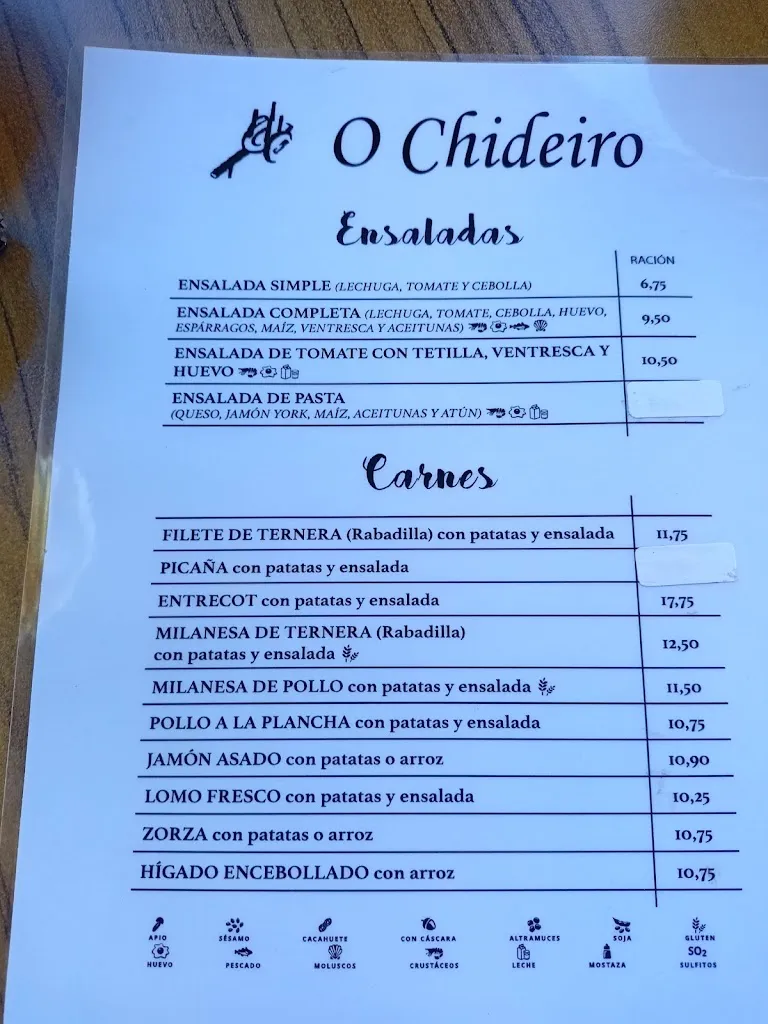 O Chideiro
Ensaladas
RACIÓN
ENSALADA SIMPLE (LECHUGA, TOMATE Y CEBOLLA) 6,75
ENSALADA COMPLETA (LECHUGA, TOMATE, CEBOLLA, HUEVO,
ESPÁRRAGOS, MAÍZ, VENTRESCA Y ACEITUNAS) 9,50
ENSALADA DE TOMATE CON TETILLA, VENTRESCA Y
HUEVO 10,50
ENSALADA DE PASTA
(QUESO, JAMÓN YORK, MAÍZ, ACEITUNAS Y ATÚN)
Carnes
FILETE DE TERNERA (Rabadilla) con patatas y ensalada 11,75
PICAÑA con patatas y ensalada
ENTRECOT con patatas y ensalada 17,75
MILANESA DE TERNERA (Rabadilla)
con patatas y ensalada 12,50
MILANESA DE POLLO con patatas y ensalada 11,50
POLLO A LA PLANCHA con patatas y ensalada 10,75
JAMÓN ASADO con patatas o arroz 10,90
LOMO FRESCO con patatas y ensalada 10,25
ZORZA con patatas o arroz 10,75
HÍGADO ENCEBOLLADO con arroz 10,75
APIO SÉSAMO CACAHUETE CON CÁSCARA ALTRAMUCES SOJA GLUTEN
SO2
HUEVO PESCADO MOLUSCOS CRUSTÁCEOS LECHE MOSTAZA SULFITOS